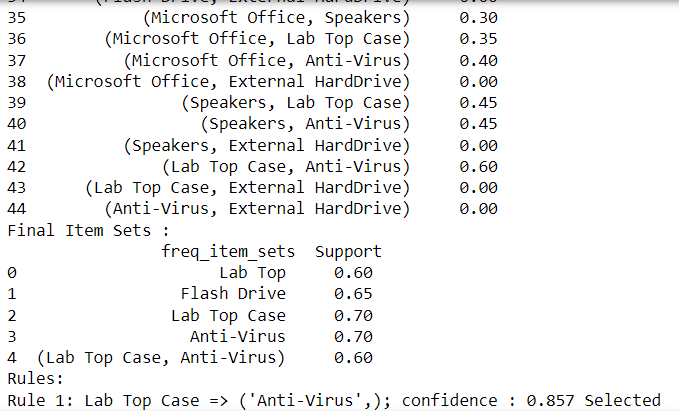 35 (Microsoft Office, Speakers) 0.30
36 (Microsoft Office, Lab Top Case) 0.35
37 (Microsoft Office, Anti-Virus) 0.40
38 (Microsoft Office, External HardDrive) 0.00
39 (Speakers, Lab Top Case) 0.45
40 (Speakers, Anti-Virus) 0.45
41 (Speakers, External HardDrive) 0.00
42 (Lab Top Case, Anti-Virus) 0.60
43 (Lab Top Case, External HardDrive) 0.00
44 (Anti-Virus, External HardDrive) 0.00
Final Item Sets :
freq_item_sets Support
0 Lab Top 0.60
1 Flash Drive 0.65
2 Lab Top Case 0.70
3 Anti-Virus 0.70
4 (Lab Top Case, Anti-Virus) 0.60
Rules:
Rule 1: Lab Top Case => ('Anti-Virus',); confidence : 0.857 Selected